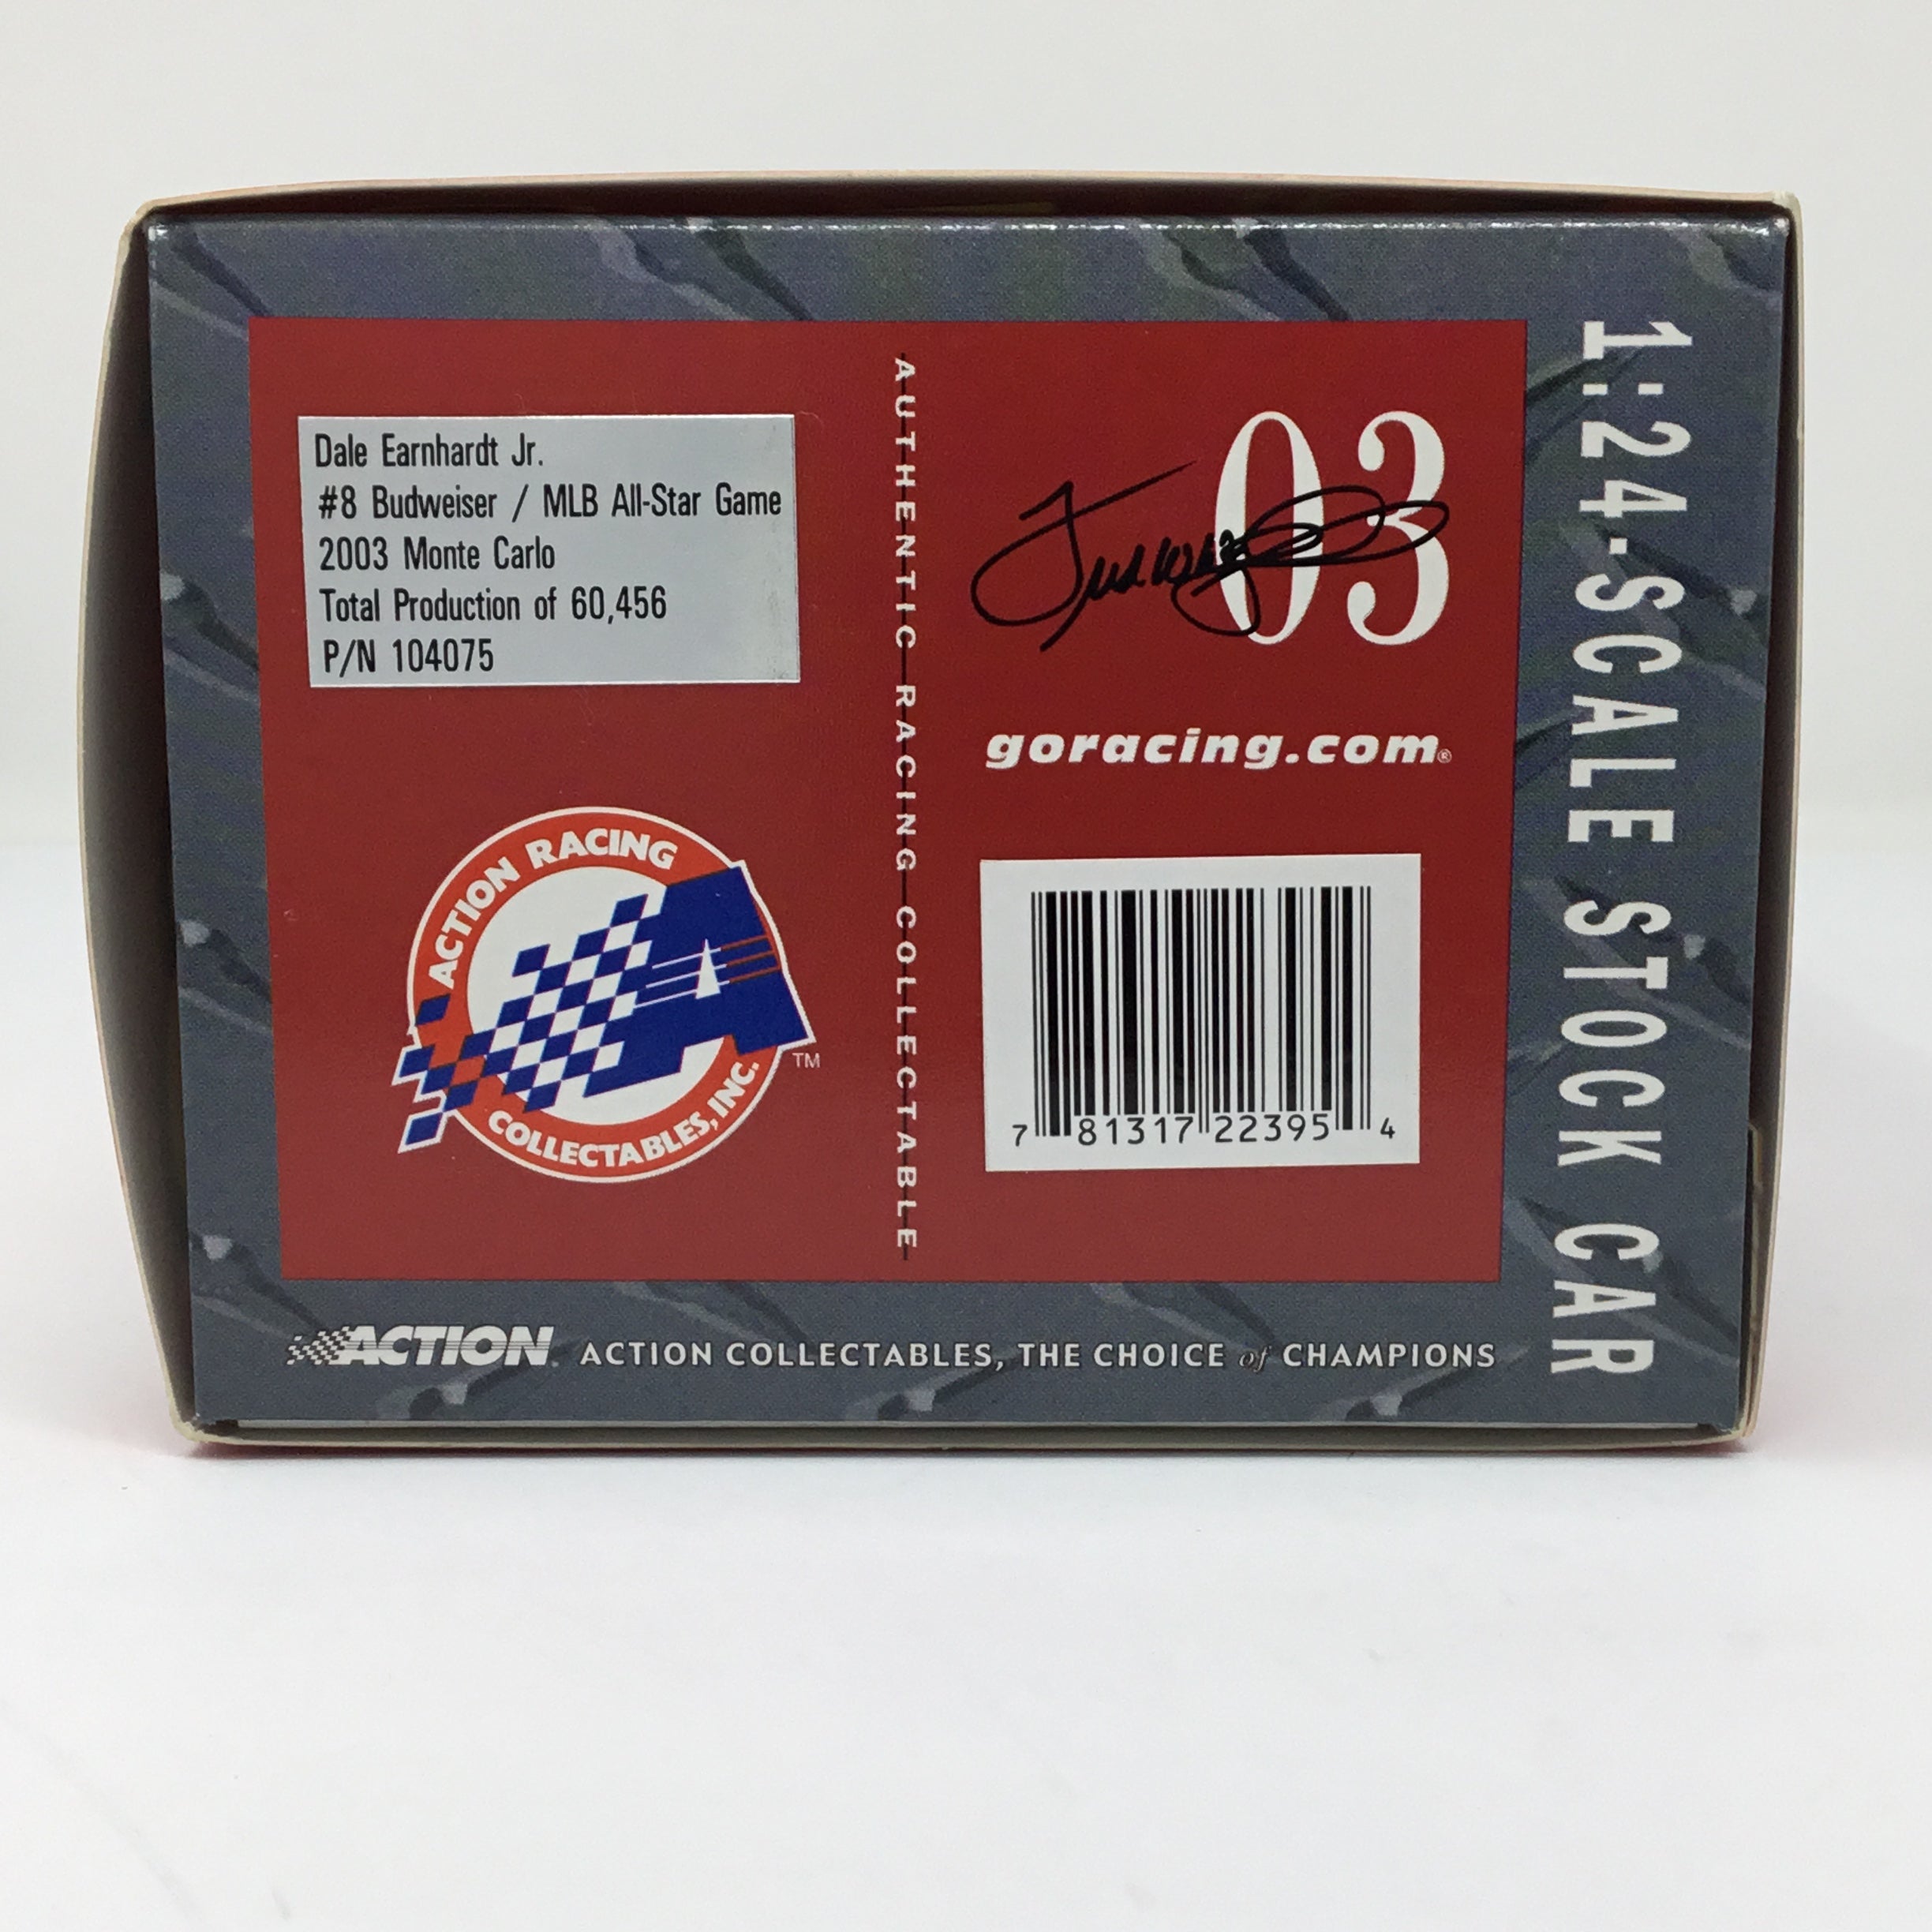 Dale Earnhardt Jr.
#8 Budweiser / MLB All-Star Game
2003 Monte Carlo
Total Production of 60,456
P/N 104075
ACTION RACING
COLLECTABLES, INC.
TM
AUTHENTIC RACING COLLECTABLE
03
goracing.com®
7 81317 22395 4
1:24-SCALE STOCK CAR
ACTION
ACTION COLLECTABLES, THE CHOICE of CHAMPIONS